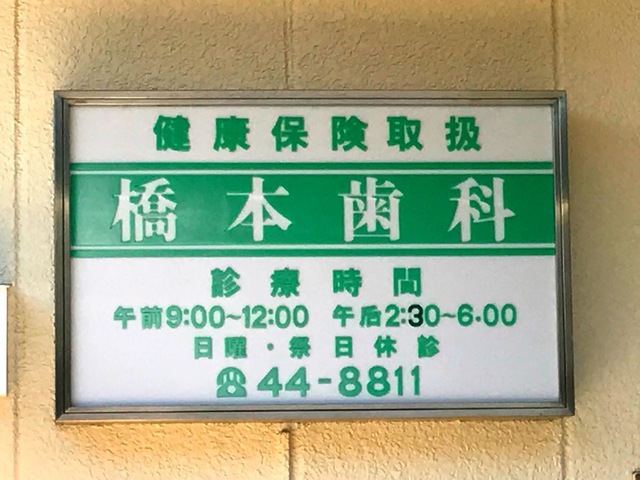 健康保険取扱
橋本歯科
診療時間
午前9:00~12:00 午后2:30~6.00
日曜・祭日休診
☎44-8811